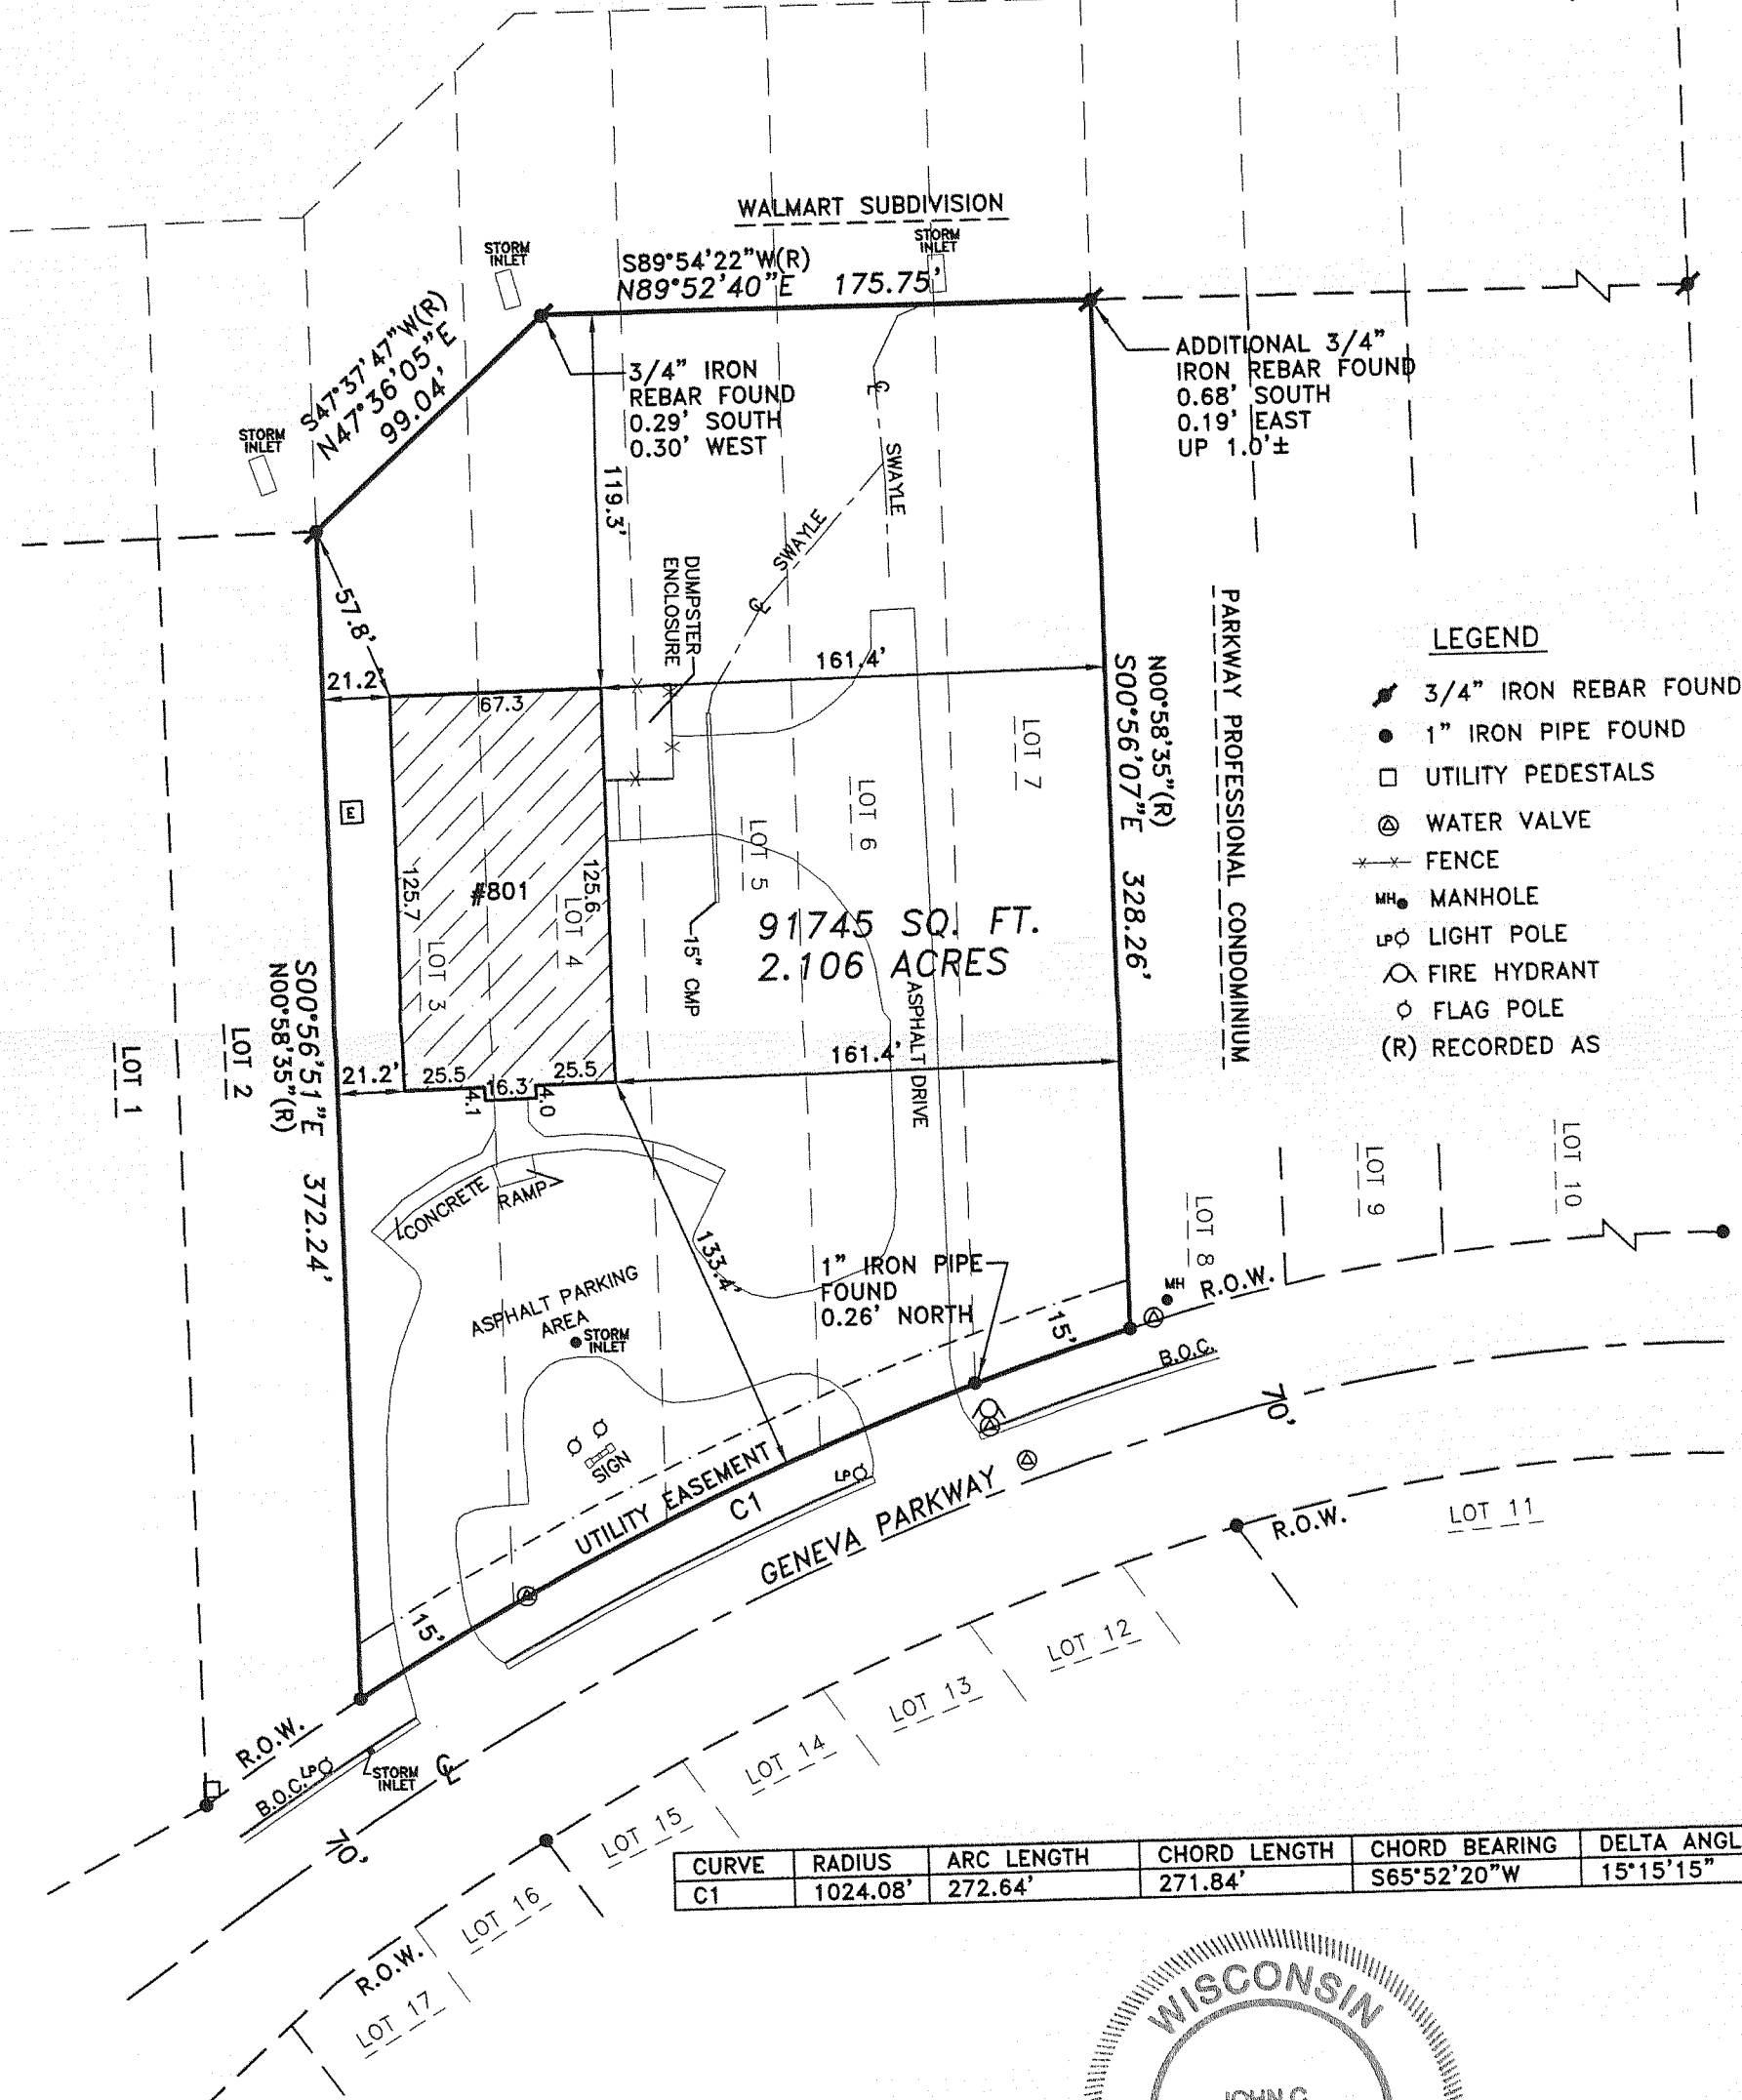 WALMART SUBDIVISION
STORM
INLET
STORM
INLET
S89°54'22"W(R)
N89°52'40"E 175.75'
S47°37'47"W(R)
N47°36'05"E
99.04'
STORM
INLET
3/4" IRON
REBAR FOUND
0.29' SOUTH
0.30' WEST
ADDITIONAL 3/4"
IRON REBAR FOUND
0.68' SOUTH
0.19' EAST
UP 1.0'±
119.3'
℄
SWAYLE
SWAYLE
℄
57.8'
DUMPSTER
ENCLOSURE
21.2'
67.3
161.4'
N00°58'35"(R)
S00°56'07"E 328.26'
PARKWAY PROFESSIONAL CONDOMINIUM
LEGEND
3/4" IRON REBAR FOUND
1" IRON PIPE FOUND
UTILITY PEDESTALS
WATER VALVE
FENCE
MH MANHOLE
LP LIGHT POLE
FIRE HYDRANT
FLAG POLE
(R) RECORDED AS
E
125.7
#801
125.6
LOT 3
LOT 4
LOT 5
LOT 6
LOT 7
15" CMP
91745 SQ. FT.
2.106 ACRES
ASPHALT DRIVE
S00°56'51"E 372.24'
N00°58'35"(R)
LOT 2
LOT 1
21.2'
25.5
16.3'
25.5
4.1
4.0
161.4'
CONCRETE
RAMP
133.4'
ASPHALT PARKING
AREA
STORM
INLET
1" IRON PIPE
FOUND
0.26' NORTH
LOT 8
LOT 9
LOT 10
MH
R.O.W.
15'
B.O.C.
70'
SIGN
UTILITY EASEMENT
C1
LP
GENEVA PARKWAY
R.O.W.
LOT 11
LOT 12
LOT 13
LOT 14
LOT 15
LOT 16
LOT 17
15'
R.O.W.
B.O.C.
LP
STORM
INLET
℄
70'
R.O.W.
CURVE RADIUS ARC LENGTH CHORD LENGTH CHORD BEARING DELTA ANGL
C1 1024.08' 272.64' 271.84' S65°52'20"W 15°15'15"
WISCONSIN
JOHN C.